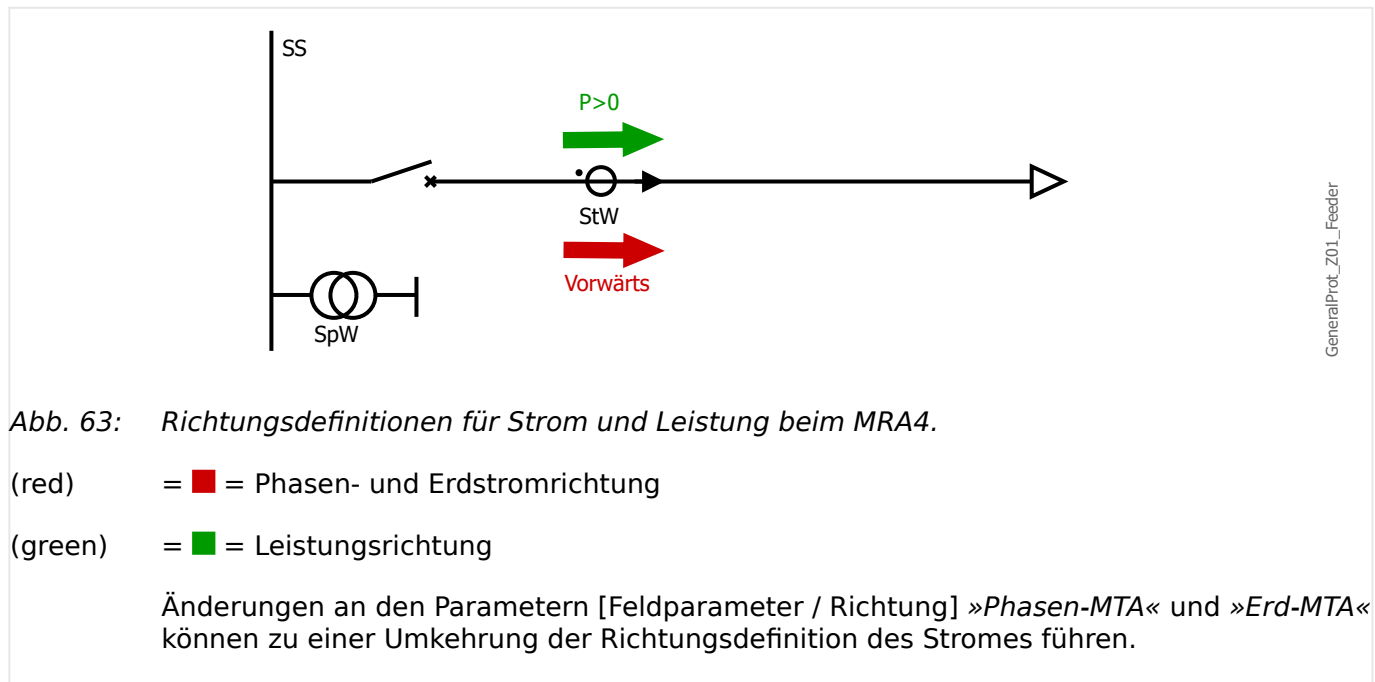 SS
P>0
StW
Vorwärts
SpW
GeneralProt_Z01_Feeder
Abb. 63: Richtungsdefinitionen für Strom und Leistung beim MRA4.
(red) = ■ = Phasen- und Erdstromrichtung
(green) = ■ = Leistungsrichtung
Änderungen an den Parametern [Feldparameter / Richtung] »Phasen-MTA« und »Erd-MTA«
können zu einer Umkehrung der Richtungsdefinition des Stromes führen.